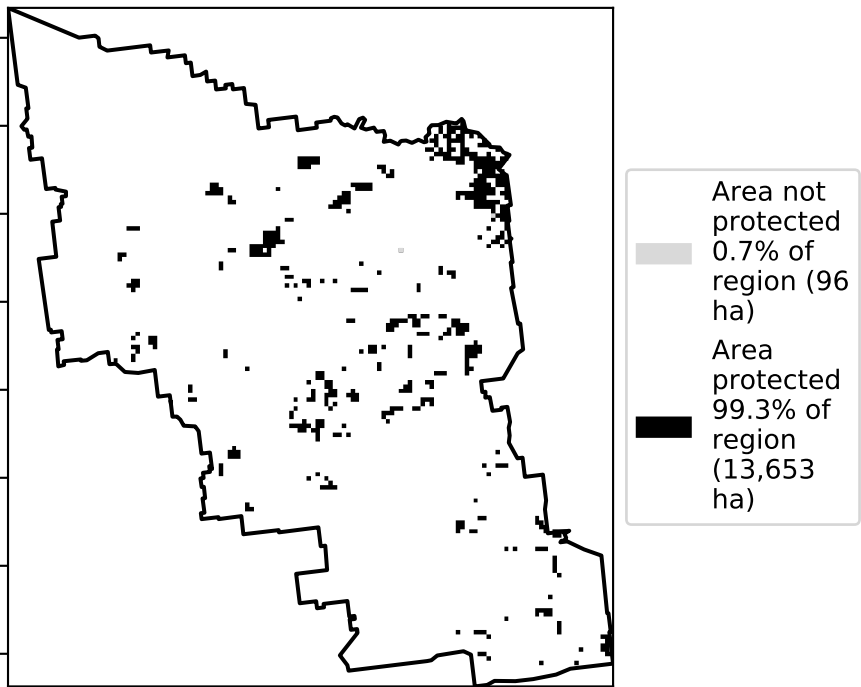 Area not
protected
0.7% of
region (96
ha)
Area
protected
99.3% of
region
(13,653
ha)